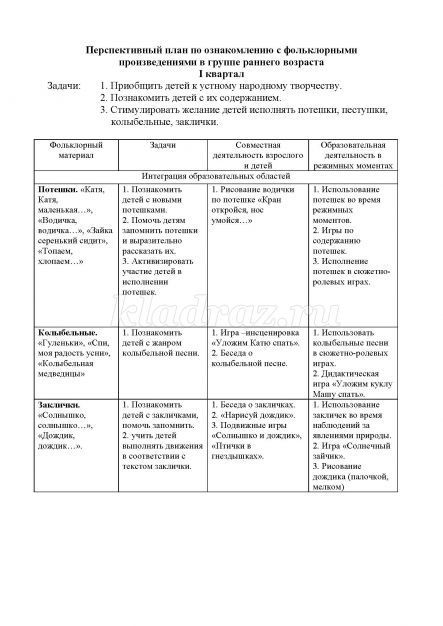 Перспективный план по ознакомлению с фольклорными
произведениями в группе раннего возраста
I квартал
Задачи: 1. Приобщить детей к устному народному творчеству.
2. Познакомить детей с их содержанием.
3. Стимулировать желание детей исполнять потешки, пестушки,
колыбельные, заклички.
Фольклорный
материал
Задачи
Совместная
деятельность взрослого
и детей
Образовательная
деятельность в
режимных моментах
Интеграция образовательных областей
Потешки. «Катя,
Катя,
маленькая…»,
«Водичка,
водичка…», «Зайка
серенький сидит»,
«Топаем,
хлопаем…»
1. Познакомить
детей с новыми
потешками.
2. Помочь детям
запомнить потешки
и выразительно
рассказать их.
3. Активизировать
участие детей в
исполнении
потешек.
1. Рисование водички
по потешке «Кран
откройся, нос
умойся…»
1. Использование
потешек во время
режимных
моментов.
2. Игры по
содержанию
потешек.
3. Исполнение
потешек в сюжетно-
ролевых играх.
Колыбельные.
«Гуленьки», «Спи,
моя радость усни»,
«Колыбельная
медведицы»
1. Познакомить
детей с жанром
колыбельной песни.
1. Игра –инсценировка
«Уложим Катю спать».
2. Беседа о
колыбельной песне.
1. Использовать
колыбельные песни
в сюжетно-ролевых
играх.
2. Дидактическая
игра «Уложим куклу
Машу спать».
Заклички.
«Солнышко,
солнышко…»,
«Дождик,
дождик…».
1. Познакомить
детей с закличками,
помочь запомнить.
2. учить детей
выполнять движения
в соответствии с
текстом заклички.
1. Беседа о закличках.
2. «Нарисуй дождик».
3. Подвижные игры
«Солнышко и дождик»,
«Птички в
гнездышках».
1. Использование
закличек во время
наблюдений за
явлениями природы.
2. Игра «Солнечный
зайчик».
3. Рисование
дождика (палочкой,
мелком)
kladraz.ru